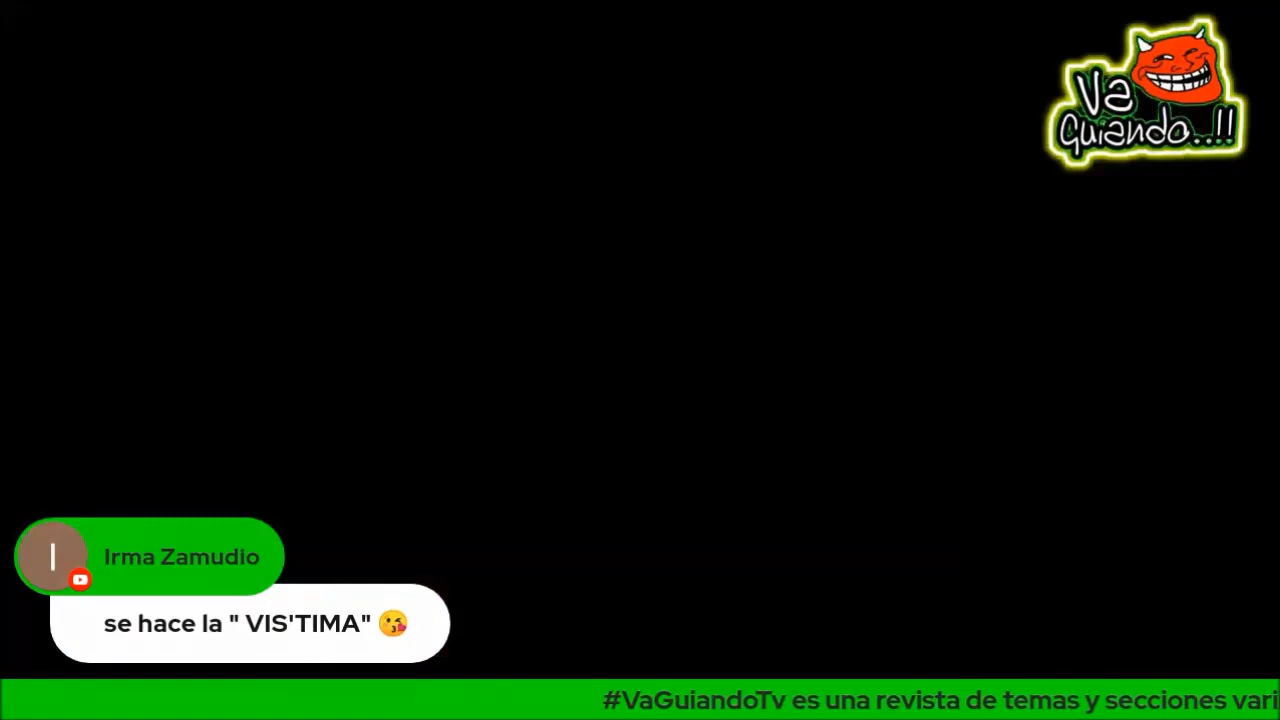 Va
Guiando..!!
I
Irma Zamudio
se hace la " VIS'TIMA" 😘
#VaGuiandoTv es una revista de temas y secciones vari